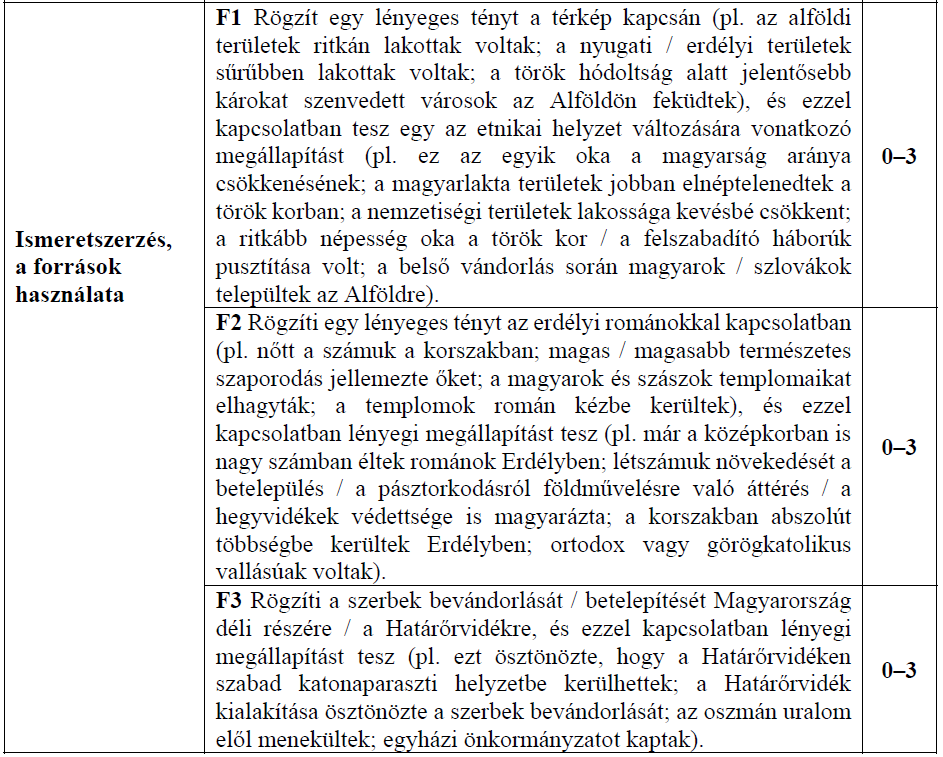 Ismeretszerzés,
a források
használata
F1 Rögzít egy lényeges tényt a térkép kapcsán (pl. az alföldi
területek ritkán lakottak voltak; a nyugati / erdélyi területek
sűrűbben lakottak voltak; a török hódoltság alatt jelentősebb
károkat szenvedett városok az Alföldön feküdtek), és ezzel
kapcsolatban tesz egy az etnikai helyzet változására vonatkozó
megállapítást (pl. ez az egyik oka a magyarság aránya
csökkenésének; a magyarlakta területek jobban elnéptelenedtek a
török korban; a nemzetiségi területek lakossága kevésbé csökkent;
a ritkább népesség oka a török kor / a felszabadító háborúk
pusztítása volt; a belső vándorlás során magyarok / szlovákok
települtek az Alföldre).
0–3
F2 Rögzíti egy lényeges tényt az erdélyi románokkal kapcsolatban
(pl. nőtt a számuk a korszakban; magas / magasabb természetes
szaporodás jellemezte őket; a magyarok és szászok templomaikat
elhagyták; a templomok román kézbe kerültek), és ezzel
kapcsolatban lényegi megállapítást tesz (pl. már a középkorban is
nagy számban éltek románok Erdélyben; létszámuk növekedését a
betelepülés / a pásztorkodásról földművelésre való áttérés / a
hegyvidékek védettsége is magyarázta; a korszakban abszolút
többségbe kerültek Erdélyben; ortodox vagy görögkatolikus
vallásúak voltak).
0–3
F3 Rögzíti a szerbek bevándorlását / betelepítését Magyarország
déli részére / a Határőrvidékre, és ezzel kapcsolatban lényegi
megállapítást tesz (pl. ezt ösztönözte, hogy a Határőrvidéken
szabad katonaparaszti helyzetbe kerülhettek; a Határőrvidék
kialakítása ösztönözte a szerbek bevándorlását; az oszmán uralom
elől menekültek; egyházi önkormányzatot kaptak).
0–3